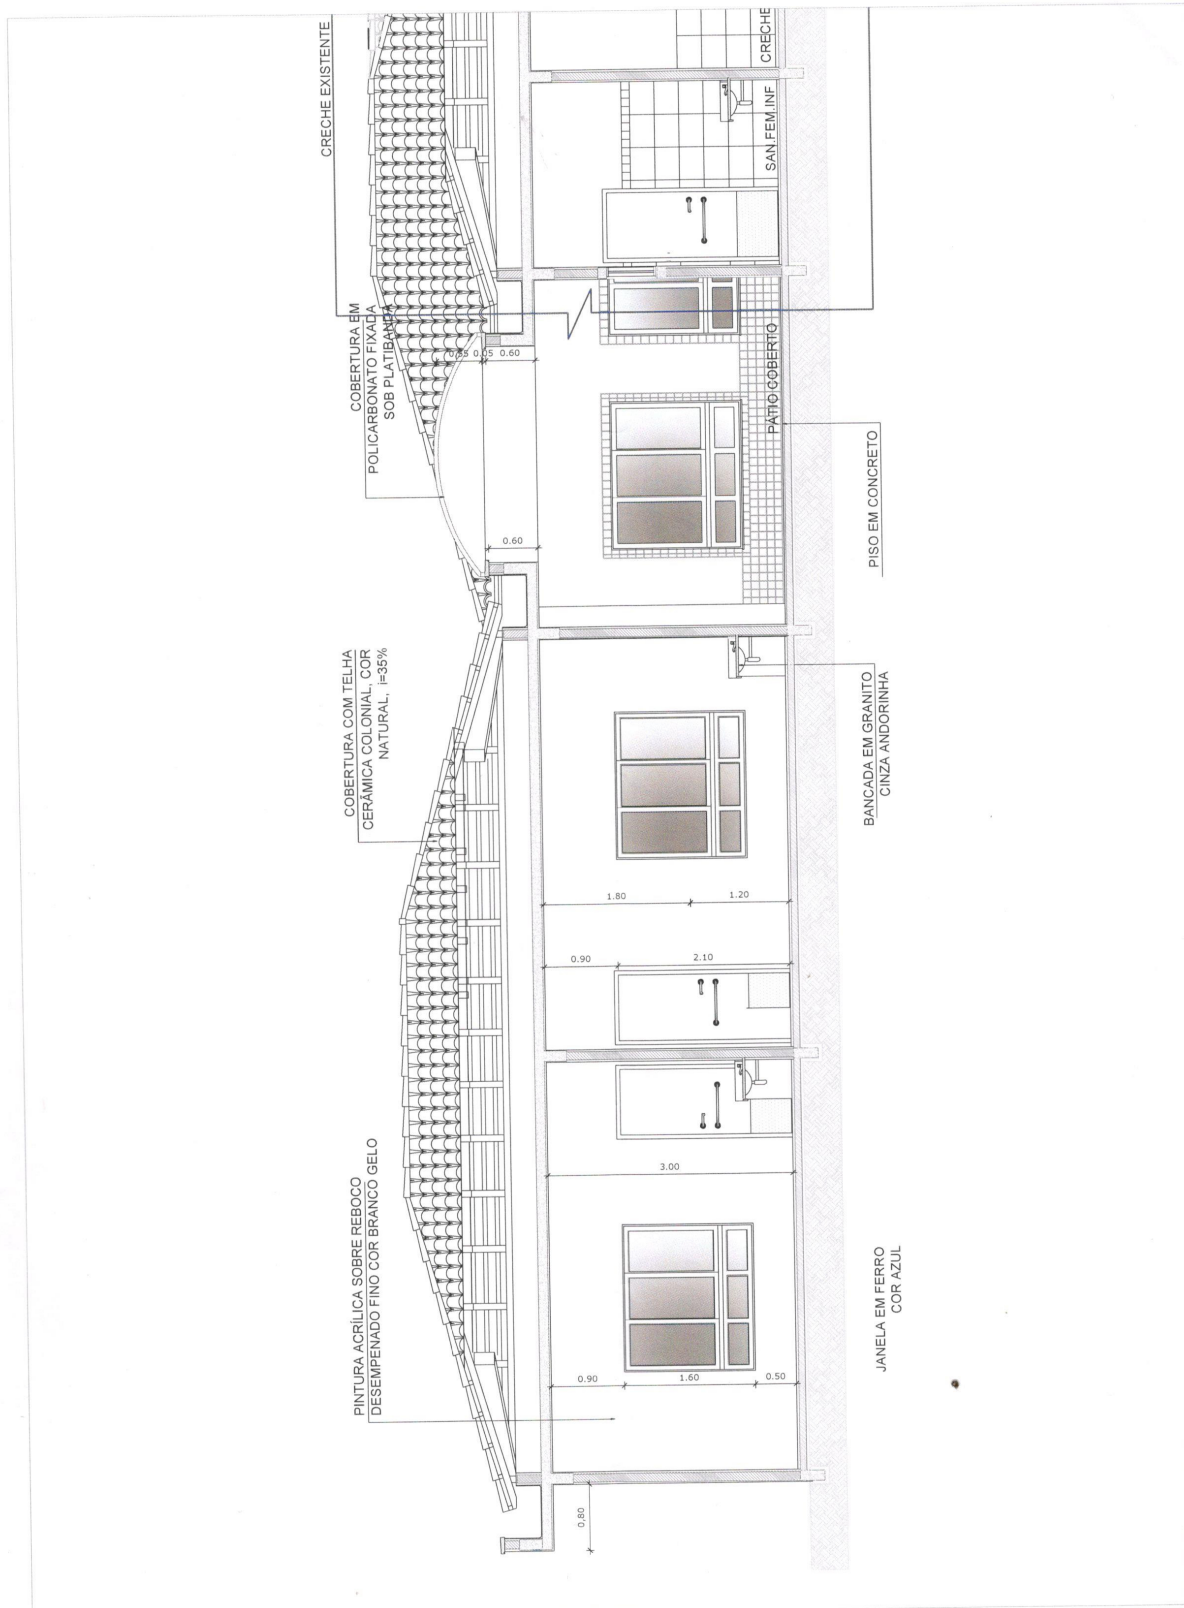 PINTURA ACRÍLICA SOBRE REBOCO
DESEMPENADO FINO COR BRANCO GELO
COBERTURA COM TELHA
CERÂMICA COLONIAL, COR
NATURAL, i=35%
COBERTURA EM
POLICARBONATO FIXADA
SOB PLATIBANDA
CRECHE EXISTENTE
0.55 0.05 0.60
0.60
0.90
1.60
0.50
3.00
0.90
2.10
1.80
1.20
0,80
PÁTIO COBERTO
SAN.FEM.INF
CRECHE
JANELA EM FERRO
COR AZUL
BANCADA EM GRANITO
CINZA ANDORINHA
PISO EM CONCRETO